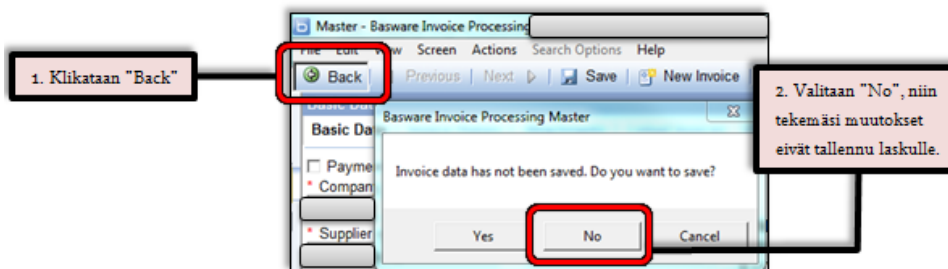 Master - Basware Invoice Processing
File Edit View Screen Actions Search Options Help
Back Previous | Next Save New Invoice
1. Klikataan "Back"
Basic Data
Basware Invoice Processing Master
Basic Da
Payme
Invoice data has not been saved. Do you want to save?
* Compan
* Supplier
Yes No Cancel
2. Valitaan "No", niin
tekemäsi muutokset
eivät tallennu laskulle.